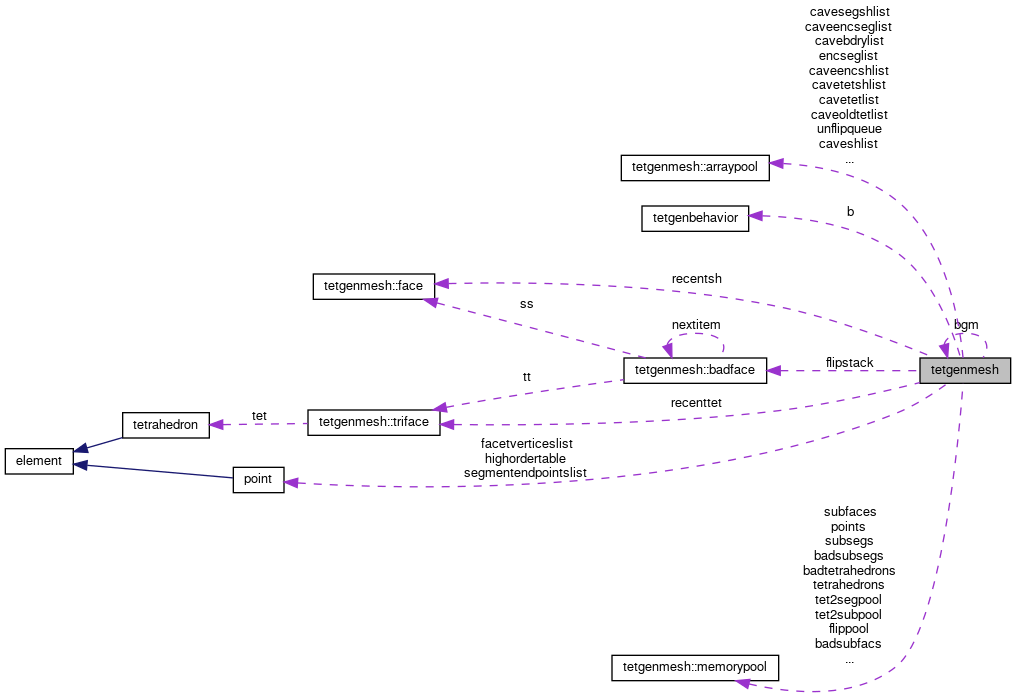 cavesegshlist
caveencseglist
cavebdrylist
encseglist
caveencshlist
cavetetshlist
cavetetlist
caveoldtetlist
unflipqueue
caveshlist
...
tetgenmesh::arraypool
tetgenbehavior
b
tetgenmesh::face
recentsh
ss
nextitem
bgm
tetgenmesh::badface
flipstack
tetgenmesh
tt
recenttet
tetrahedron
tet
tetgenmesh::triface
element
point
facetverticeslist
highordertable
segmentendpointslist
subfaces
points
subsegs
badsubsegs
badtetrahedrons
tetrahedrons
tet2segpool
tet2subpool
flippool
badsubfacs
...
tetgenmesh::memorypool